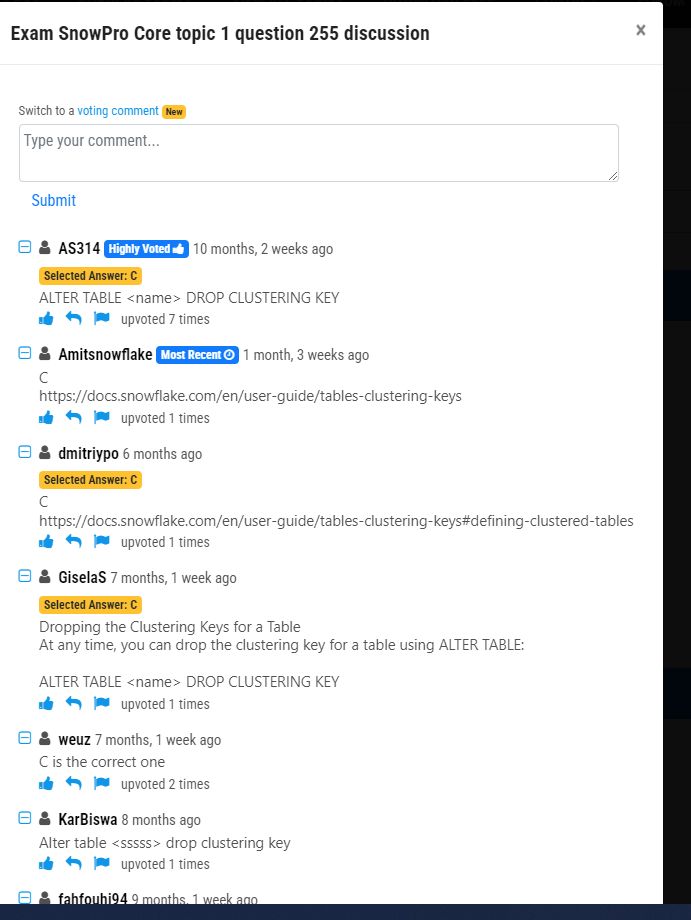 Exam SnowPro Core topic 1 question 255 discussion
×
Switch to a voting comment New
Type your comment...
Submit
AS314 Highly Voted 10 months, 2 weeks ago
Selected Answer: C
ALTER TABLE <name> DROP CLUSTERING KEY
upvoted 7 times
Amitsnowflake Most Recent 1 month, 3 weeks ago
C
https://docs.snowflake.com/en/user-guide/tables-clustering-keys
upvoted 1 times
dmitriypo 6 months ago
Selected Answer: C
C
https://docs.snowflake.com/en/user-guide/tables-clustering-keys#defining-clustered-tables
upvoted 1 times
GiselaS 7 months, 1 week ago
Selected Answer: C
Dropping the Clustering Keys for a Table
At any time, you can drop the clustering key for a table using ALTER TABLE:
ALTER TABLE <name> DROP CLUSTERING KEY
upvoted 1 times
weuz 7 months, 1 week ago
C is the correct one
upvoted 2 times
KarBiswa 8 months ago
Alter table <sssss> drop clustering key
upvoted 1 times
fahfouhi94 9 months, 1 week ago